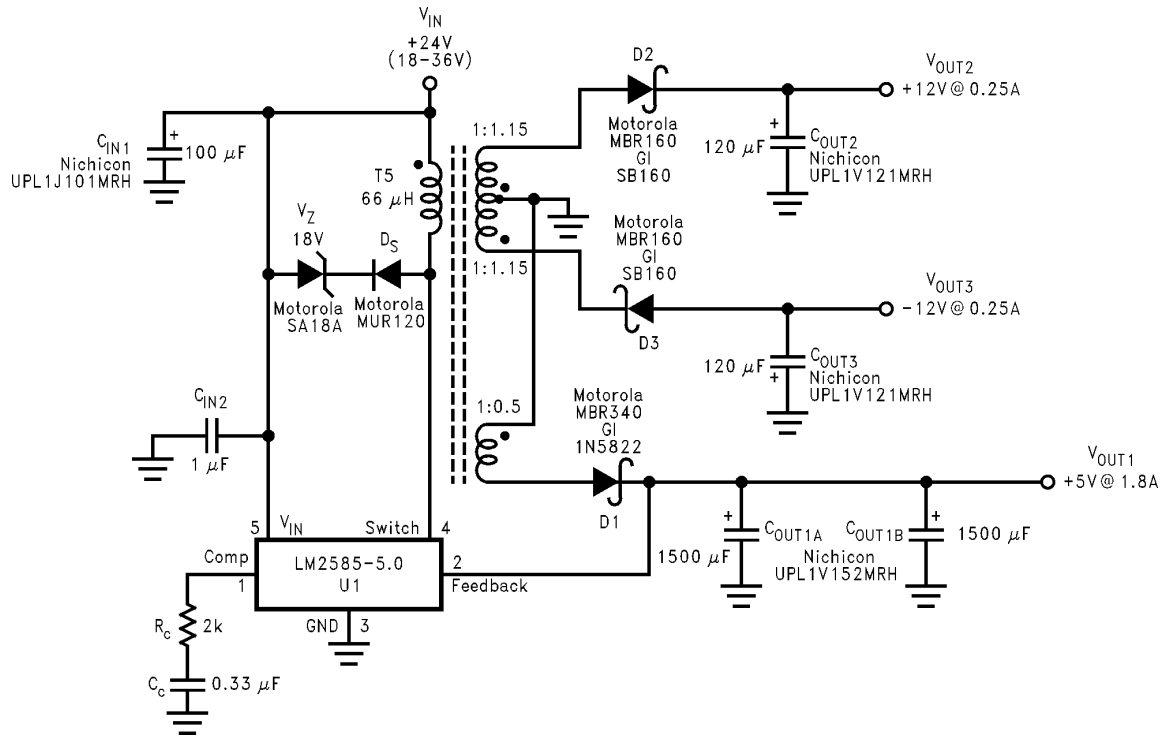 V_IN
+24V
(18-36V)
C_IN1
Nichicon
UPL1J101MRH
+
100 μF
T5
66 μH
V_Z
18V
Motorola
SA18A
D_S
Motorola
MUR120
C_IN2
1 μF
1:1.15
1:1.15
1:0.5
D2
Motorola
MBR160
GI
SB160
V_OUT2
+12V@0.25A
+
120 μF
C_OUT2
Nichicon
UPL1V121MRH
Motorola
MBR160
GI
SB160
D3
V_OUT3
-12V@0.25A
120 μF
+
C_OUT3
Nichicon
UPL1V121MRH
Motorola
MBR340
GI
1N5822
D1
V_OUT1
+5V@1.8A
+
1500 μF
C_OUT1A
C_OUT1B
+
1500 μF
Nichicon
UPL1V152MRH
5
V_IN
Switch
4
Comp
1
LM2585-5.0
U1
2
Feedback
GND
3
R_c
2k
C_c
0.33 μF